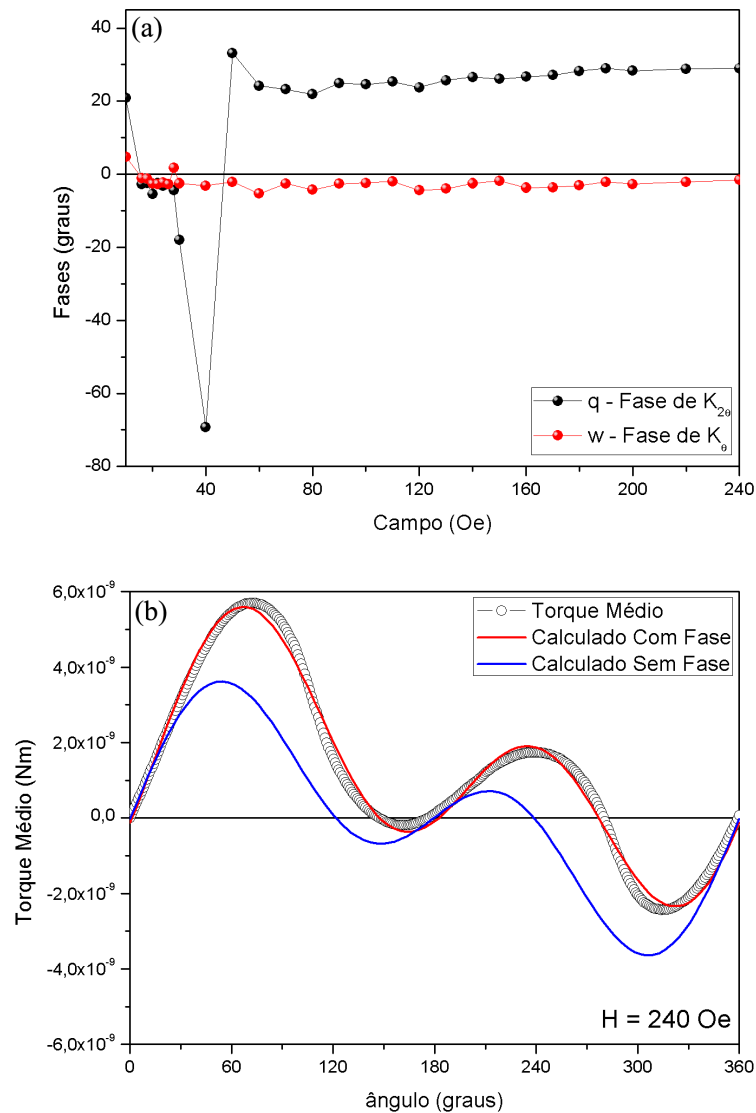 (a)
40
20
0
-20
-40
-60
-80
Fases (graus)
q - Fase de K2θ
w - Fase de Kθ
40
80
120
160
200
240
Campo (Oe)
(b)
6,0x10-9
4,0x10-9
2,0x10-9
0,0
-2,0x10-9
-4,0x10-9
-6,0x10-9
Torque Médio (Nm)
Torque Médio
Calculado Com Fase
Calculado Sem Fase
H = 240 Oe
0
60
120
180
240
300
360
ângulo (graus)